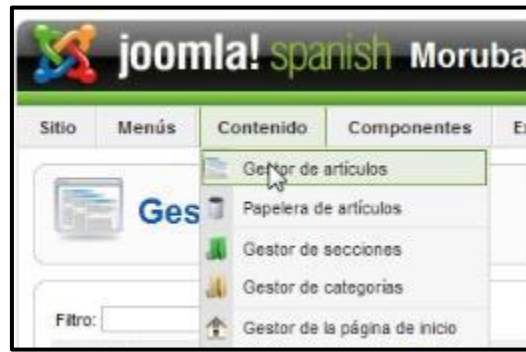 joomla! spanish Moruba
Sitio Menús Contenido Componentes E
Gestor de artículos
Ges
Papelera de artículos
Gestor de secciones
Gestor de categorías
Filtro:
Gestor de la página de inicio